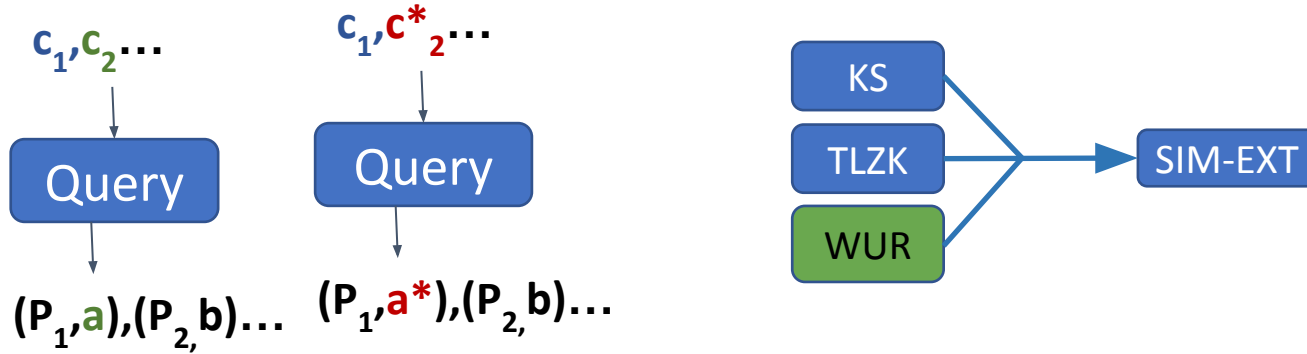 c₁,c₂...
Query
(P₁,a),(P₂,b)...
c₁,c*₂...
Query
(P₁,a*),(P₂,b)...
KS
TLZK
WUR
SIM-EXT